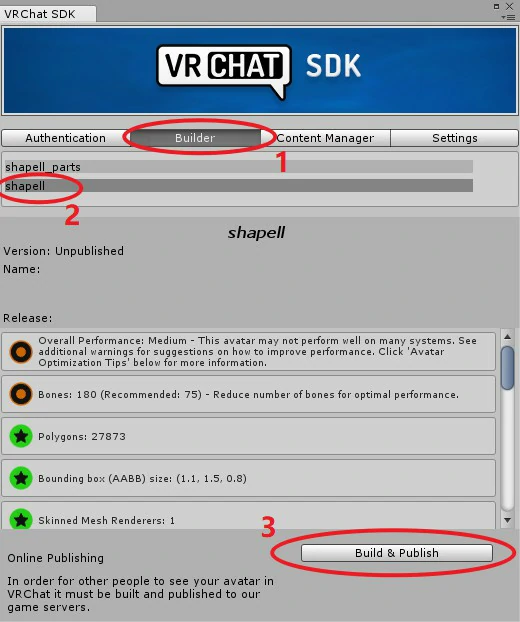 VRChat SDK
VRCHAT SDK
Authentication Builder Content Manager Settings
1
shapell_parts
shapell
2
shapell
Version: Unpublished
Name:
Release:
Overall Performance: Medium - This avatar may not perform well on many systems. See
additional warnings for suggestions on how to improve performance. Click 'Avatar
Optimization Tips' below for more information.
Bones: 180 (Recommended: 75) - Reduce number of bones for optimal performance.
Polygons: 27873
Bounding box (AABB) size: (1.1, 1.5, 0.8)
Skinned Mesh Renderers: 1
3
Online Publishing
Build & Publish
In order for other people to see your avatar in
VRChat it must be built and published to our
game servers.